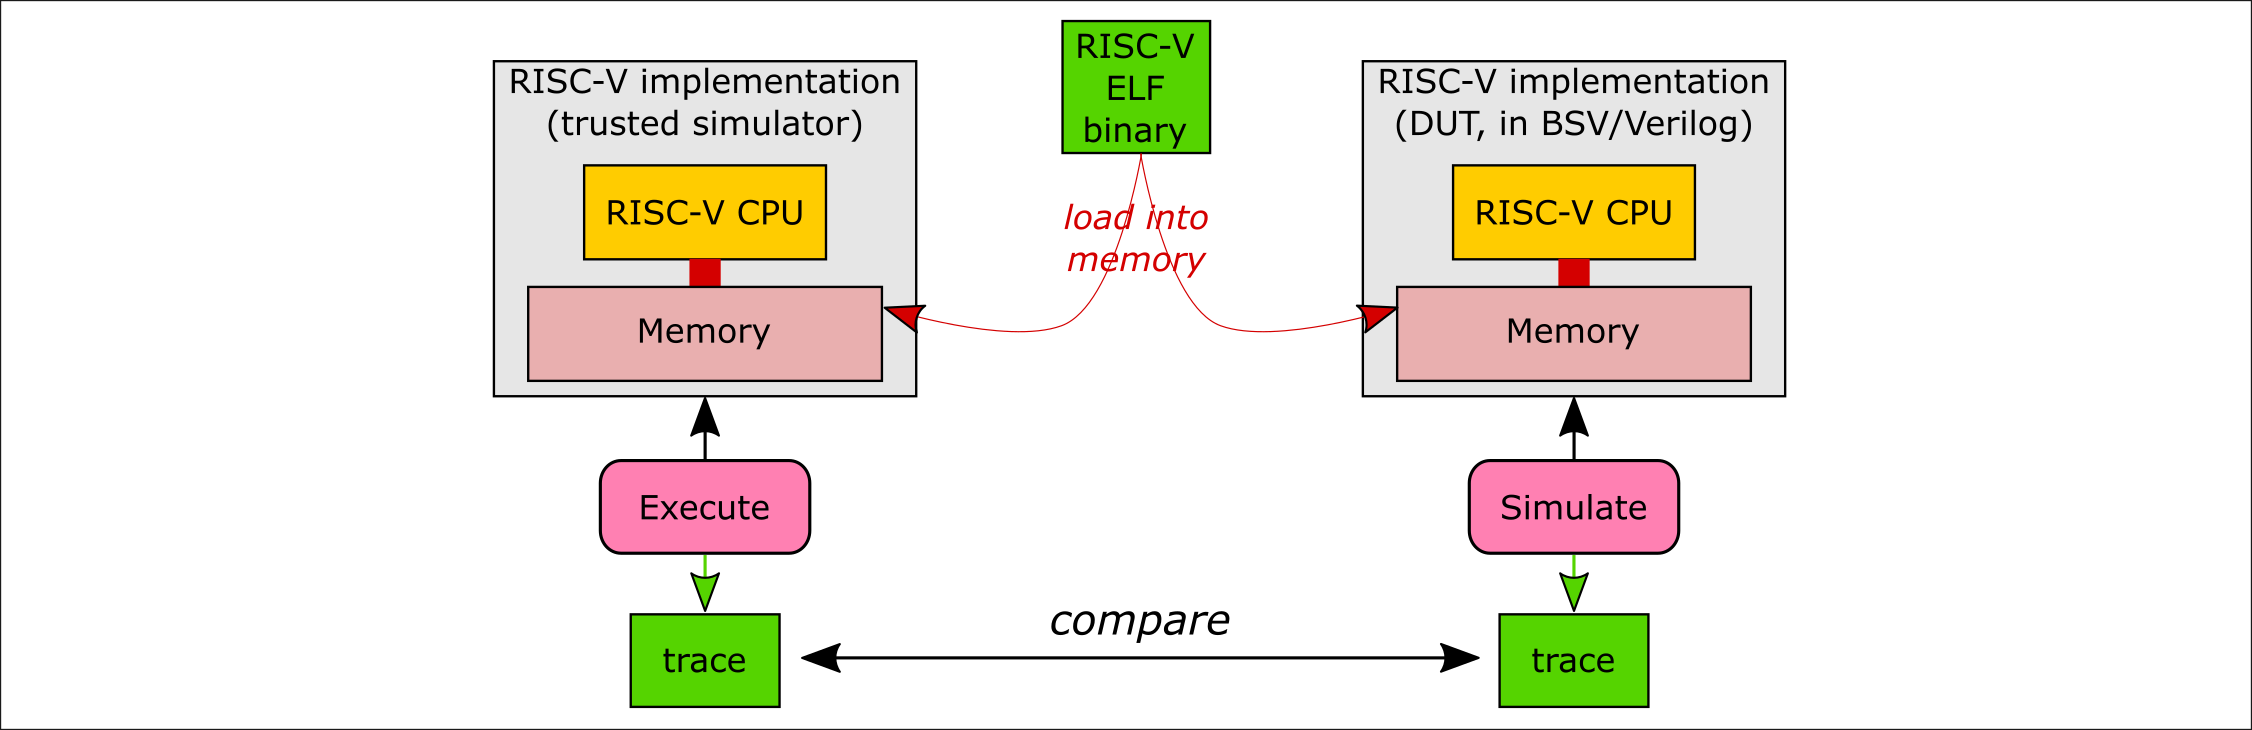 RISC-V implementation
(trusted simulator)
RISC-V CPU
Memory
Execute
trace
RISC-V
ELF
binary
load into
memory
compare
RISC-V implementation
(DUT, in BSV/Verilog)
RISC-V CPU
Memory
Simulate
trace